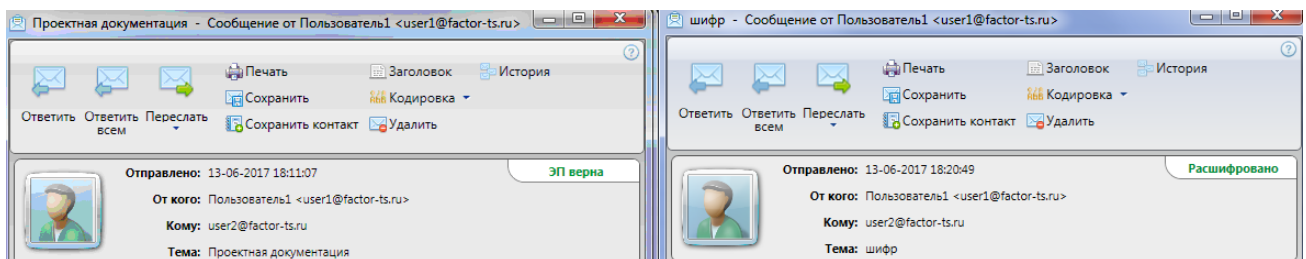 Проектная документация - Сообщение от Пользователь1 <user1@factor-ts.ru>
Печать Заголовок История
Сохранить Кодировка
Ответить Ответить всем Переслать Сохранить контакт Удалить
Отправлено: 13-06-2017 18:11:07 ЭП верна
От кого: Пользователь1 <user1@factor-ts.ru>
Кому: user2@factor-ts.ru
Тема: Проектная документация
шифр - Сообщение от Пользователь1 <user1@factor-ts.ru>
Печать Заголовок История
Сохранить Кодировка
Ответить Ответить всем Переслать Сохранить контакт Удалить
Отправлено: 13-06-2017 18:20:49 Расшифровано
От кого: Пользователь1 <user1@factor-ts.ru>
Кому: user2@factor-ts.ru
Тема: шифр